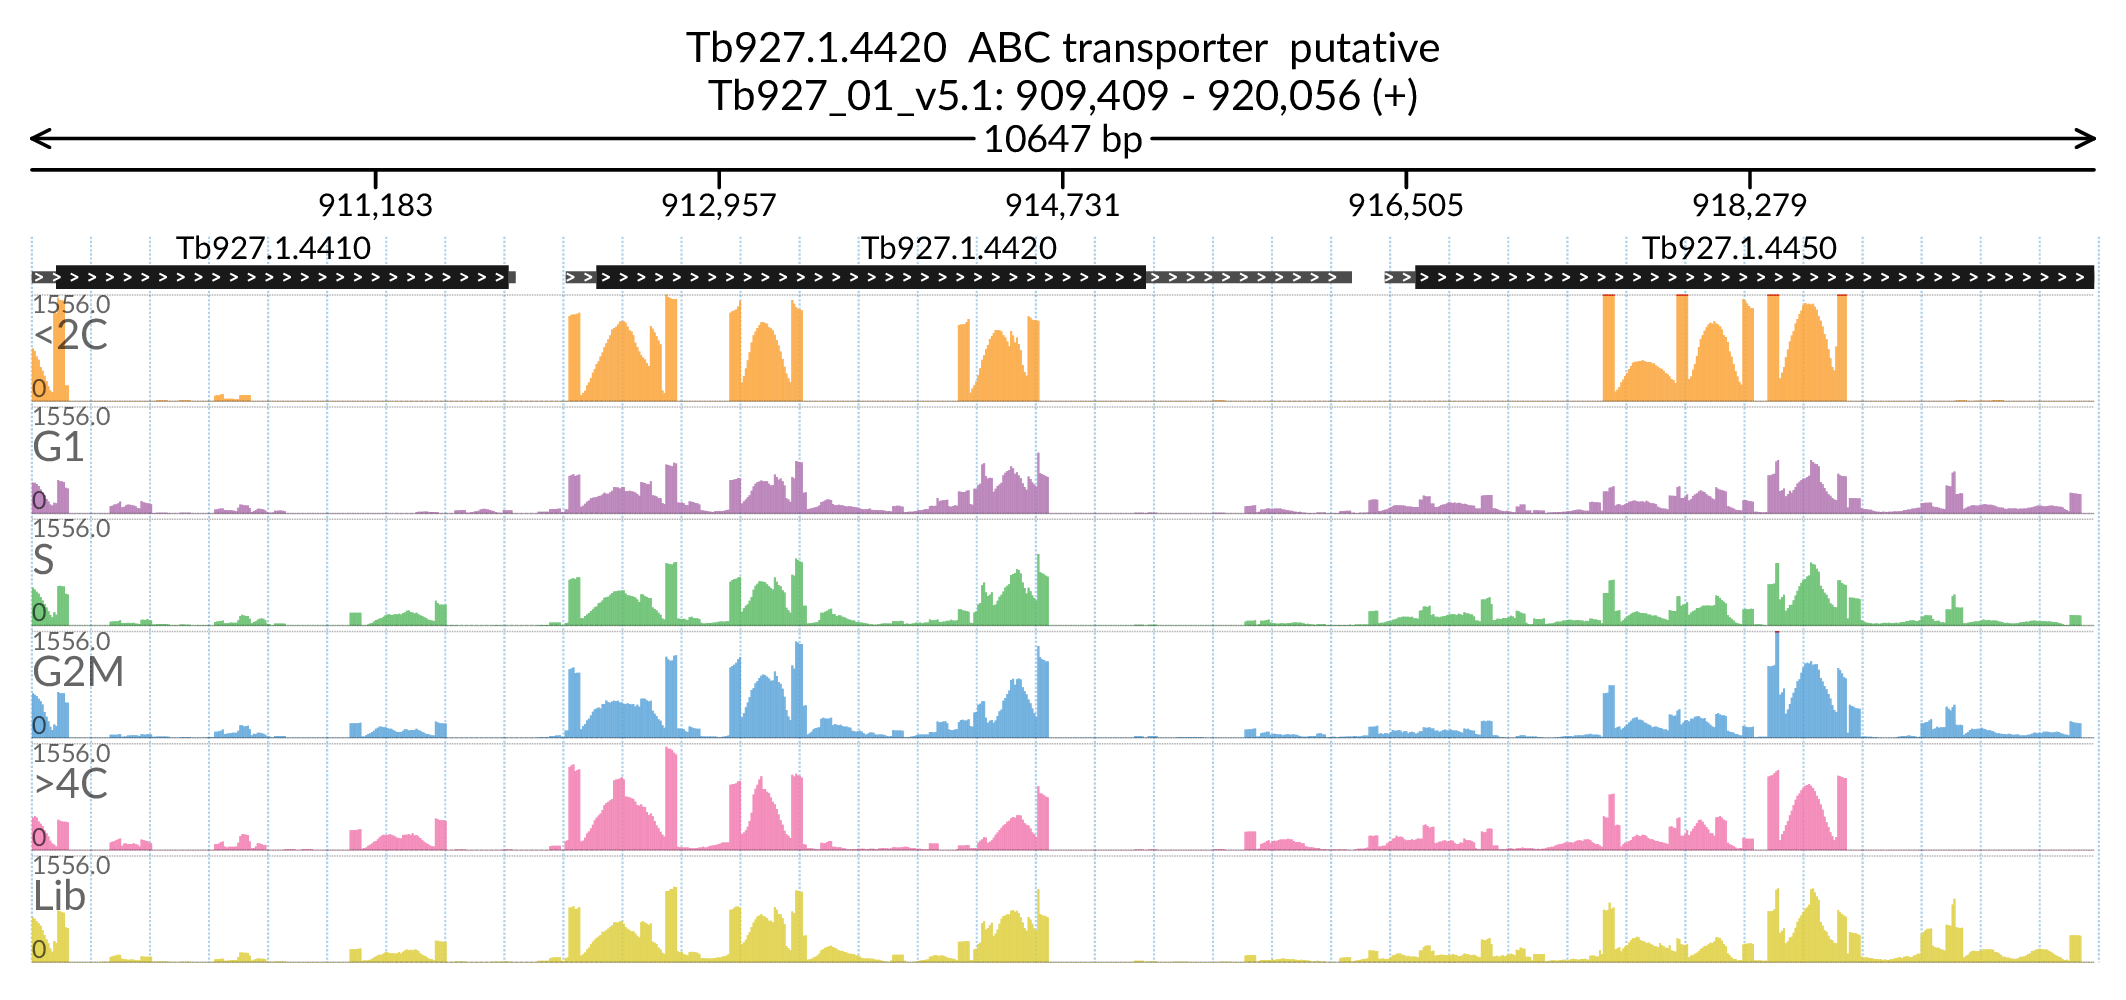 Tb927.1.4420  ABC transporter  putative
Tb927_01_v5.1: 909,409 - 920,056 (+)
10647 bp
911,183 912,957 914,731 916,505 918,279
Tb927.1.4410 Tb927.1.4420 Tb927.1.4450
1556.0
<2C
0
1556.0
G1
0
1556.0
S
0
1556.0
G2M
0
1556.0
>4C
0
1556.0
Lib
0